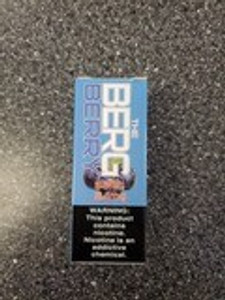 THE
BERG
BERRY
WARNING:
This product
contains
nicotine.
Nicotine is an
addictive
chemical.